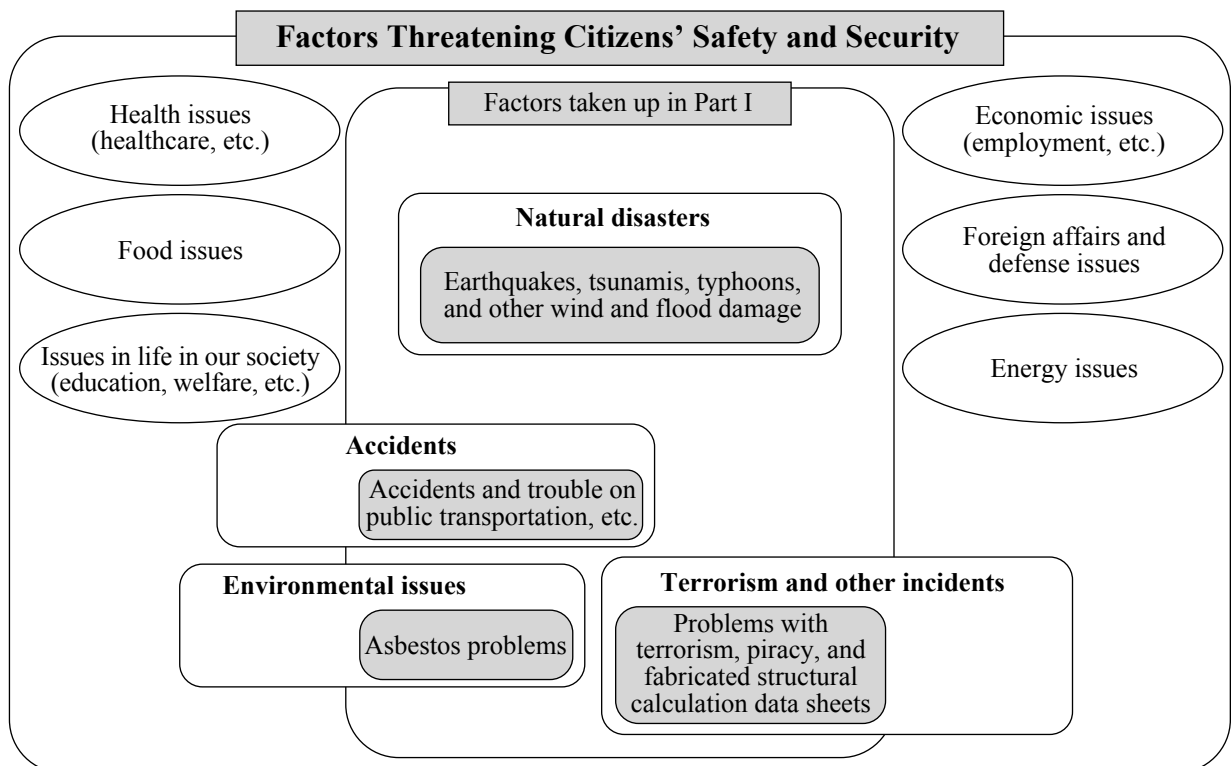 Factors Threatening Citizens’ Safety and Security
Factors taken up in Part I
Health issues
(healthcare, etc.)
Food issues
Issues in life in our society
(education, welfare, etc.)
Economic issues
(employment, etc.)
Foreign affairs and
defense issues
Energy issues
Natural disasters
Earthquakes, tsunamis, typhoons,
and other wind and flood damage
Accidents
Accidents and trouble on
public transportation, etc.
Environmental issues
Asbestos problems
Terrorism and other incidents
Problems with
terrorism, piracy, and
fabricated structural
calculation data sheets